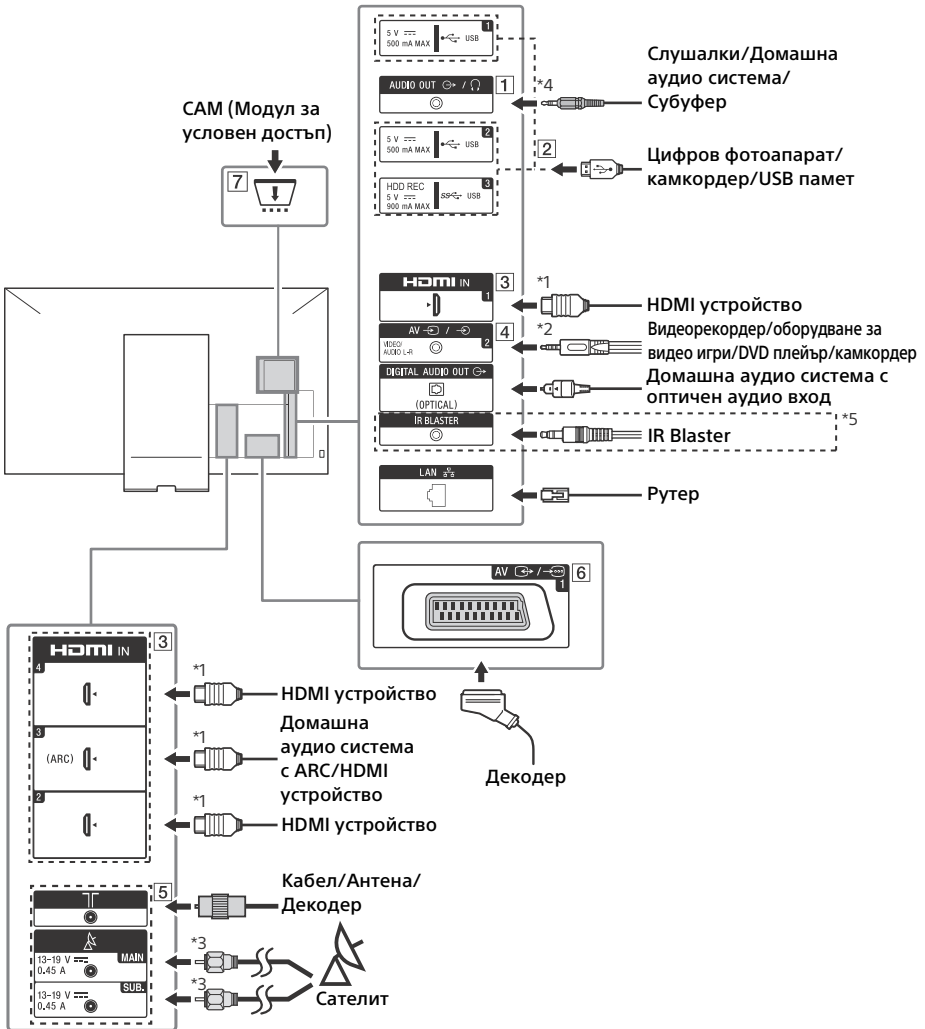 1
5 V
500 mA MAX
USB
AUDIO OUT / 
1
*4
Слушалки/Домашна
аудио система/
Субуфер
CAM (Модул за
условен достъп)
7
2
5 V
500 mA MAX
USB
2
Цифров фотоапарат/
камкордер/USB памет
3
HDD REC
5 V
900 mA MAX
SS
USB
HDMI IN
3
1
*1
HDMI устройство
AV / 
4
VIDEO/
AUDIO L-R
2
*2
Видеорекордер/оборудване за
видео игри/DVD плейър/камкордер
DIGITAL AUDIO OUT
(OPTICAL)
Домашна аудио система с
оптичен аудио вход
IR BLASTER
IR Blaster
*5
LAN
Рутер
AV / 
1
6
Декодер
3
HDMI IN
4
*1
HDMI устройство
3
(ARC)
*1
Домашна
аудио система
с ARC/HDMI
устройство
2
*1
HDMI устройство
5
Кабел/Антена/
Декодер
13-19 V
0.45 A
MAIN
*3
13-19 V
0.45 A
SUB.
*3
Сателит